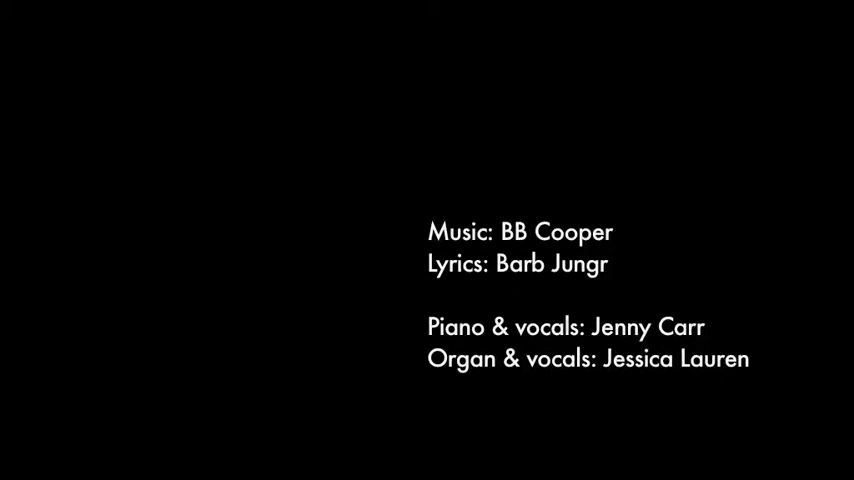 Music: BB Cooper
Lyrics: Barb Jungr
Piano & vocals: Jenny Carr
Organ & vocals: Jessica Lauren